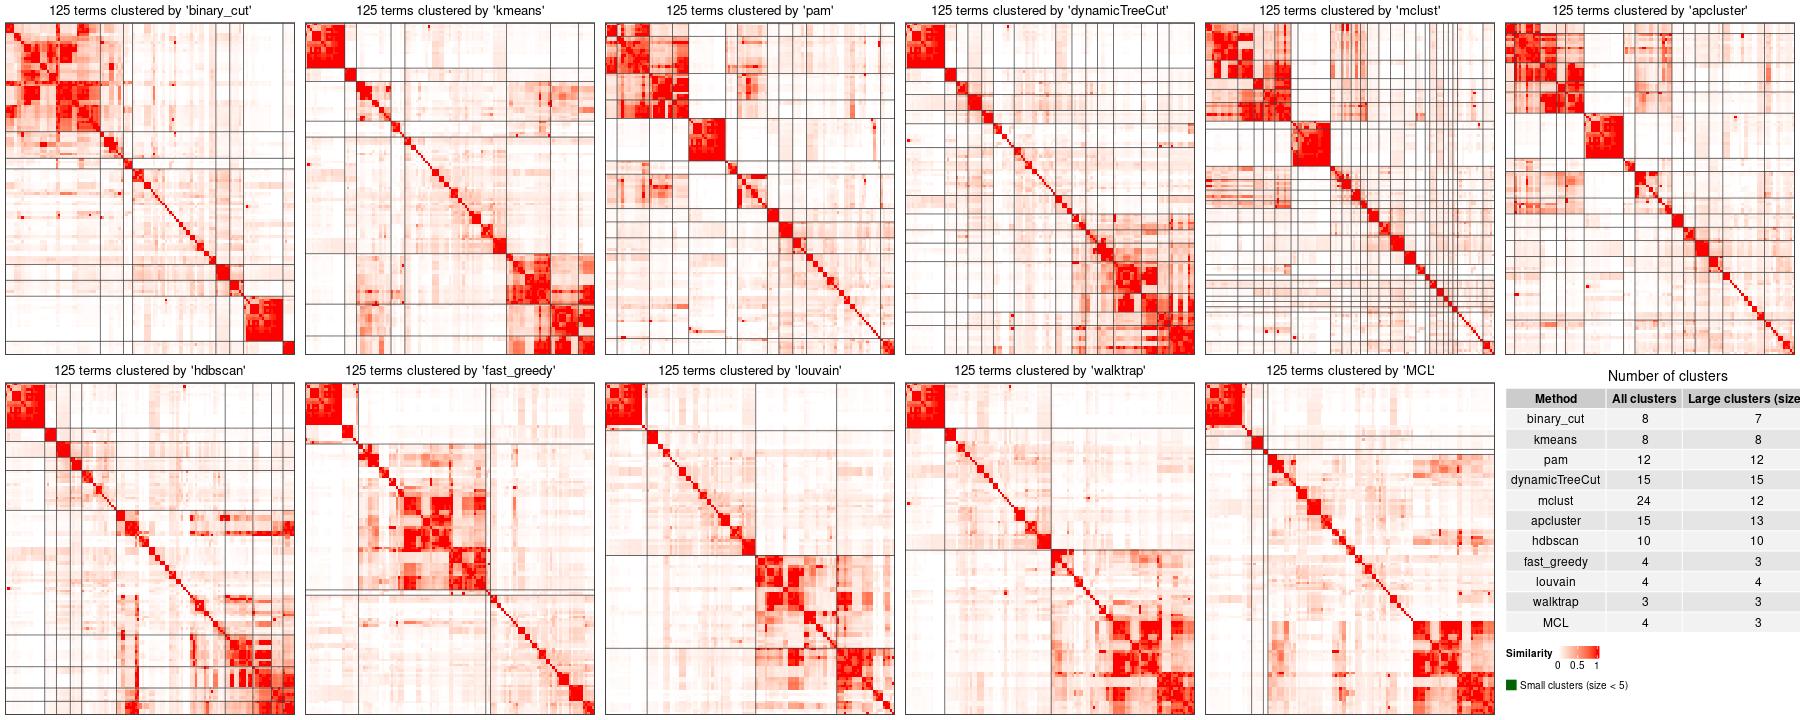 125 terms clustered by 'binary_cut'
125 terms clustered by 'kmeans'
125 terms clustered by 'pam'
125 terms clustered by 'dynamicTreeCut'
125 terms clustered by 'mclust'
125 terms clustered by 'apcluster'
125 terms clustered by 'hdbscan'
125 terms clustered by 'fast_greedy'
125 terms clustered by 'louvain'
125 terms clustered by 'walktrap'
125 terms clustered by 'MCL'
Number of clusters
Method All clusters Large clusters (size
binary_cut 8 7
kmeans 8 8
pam 12 12
dynamicTreeCut 15 15
mclust 24 12
apcluster 15 13
hdbscan 10 10
fast_greedy 4 3
louvain 4 4
walktrap 3 3
MCL 4 3
Similarity
0 0.5 1
Small clusters (size < 5)